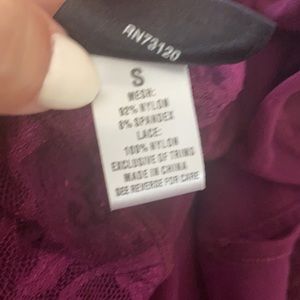 RN73120
S
MESH:
92% NYLON
8% SPANDEX
LACE:
100% NYLON
EXCLUSIVE OF TRIMS
MADE IN CHINA
SEE REVERSE FOR CARE